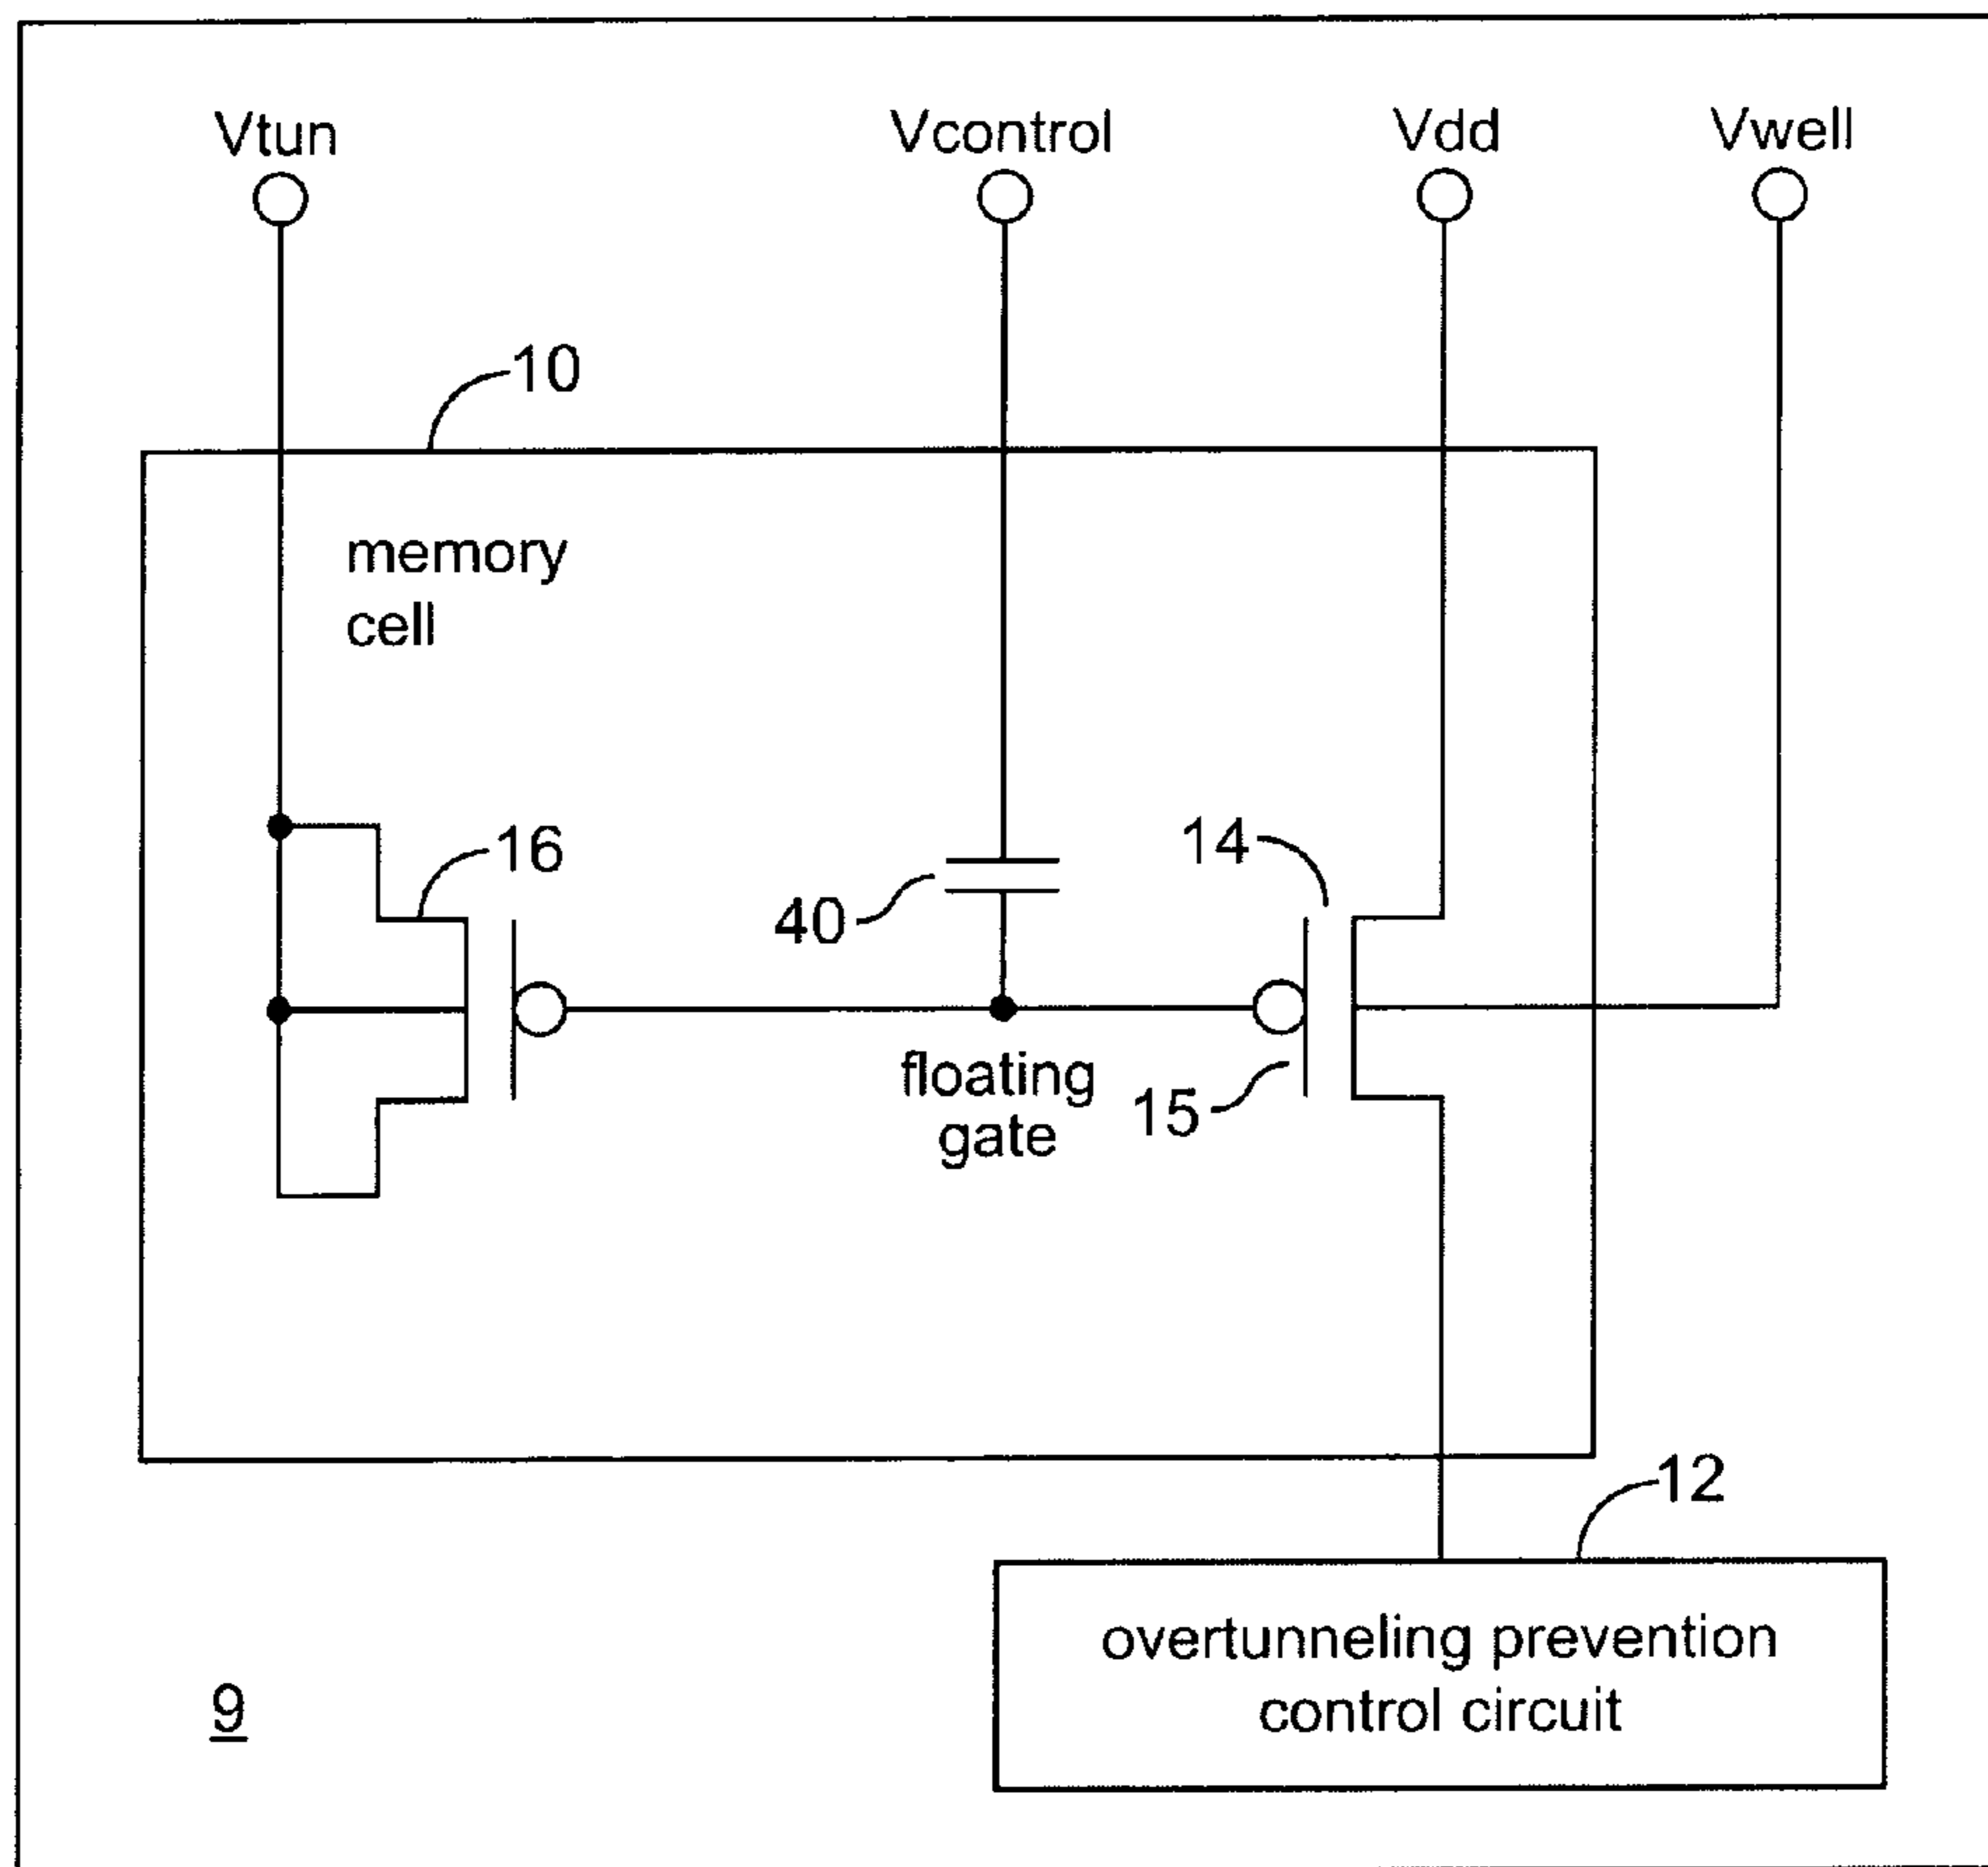 Vtun
Vcontrol
Vdd
Vwell
10
memory
cell
16
40
14
floating
gate
15
12
overtunneling prevention
control circuit
9